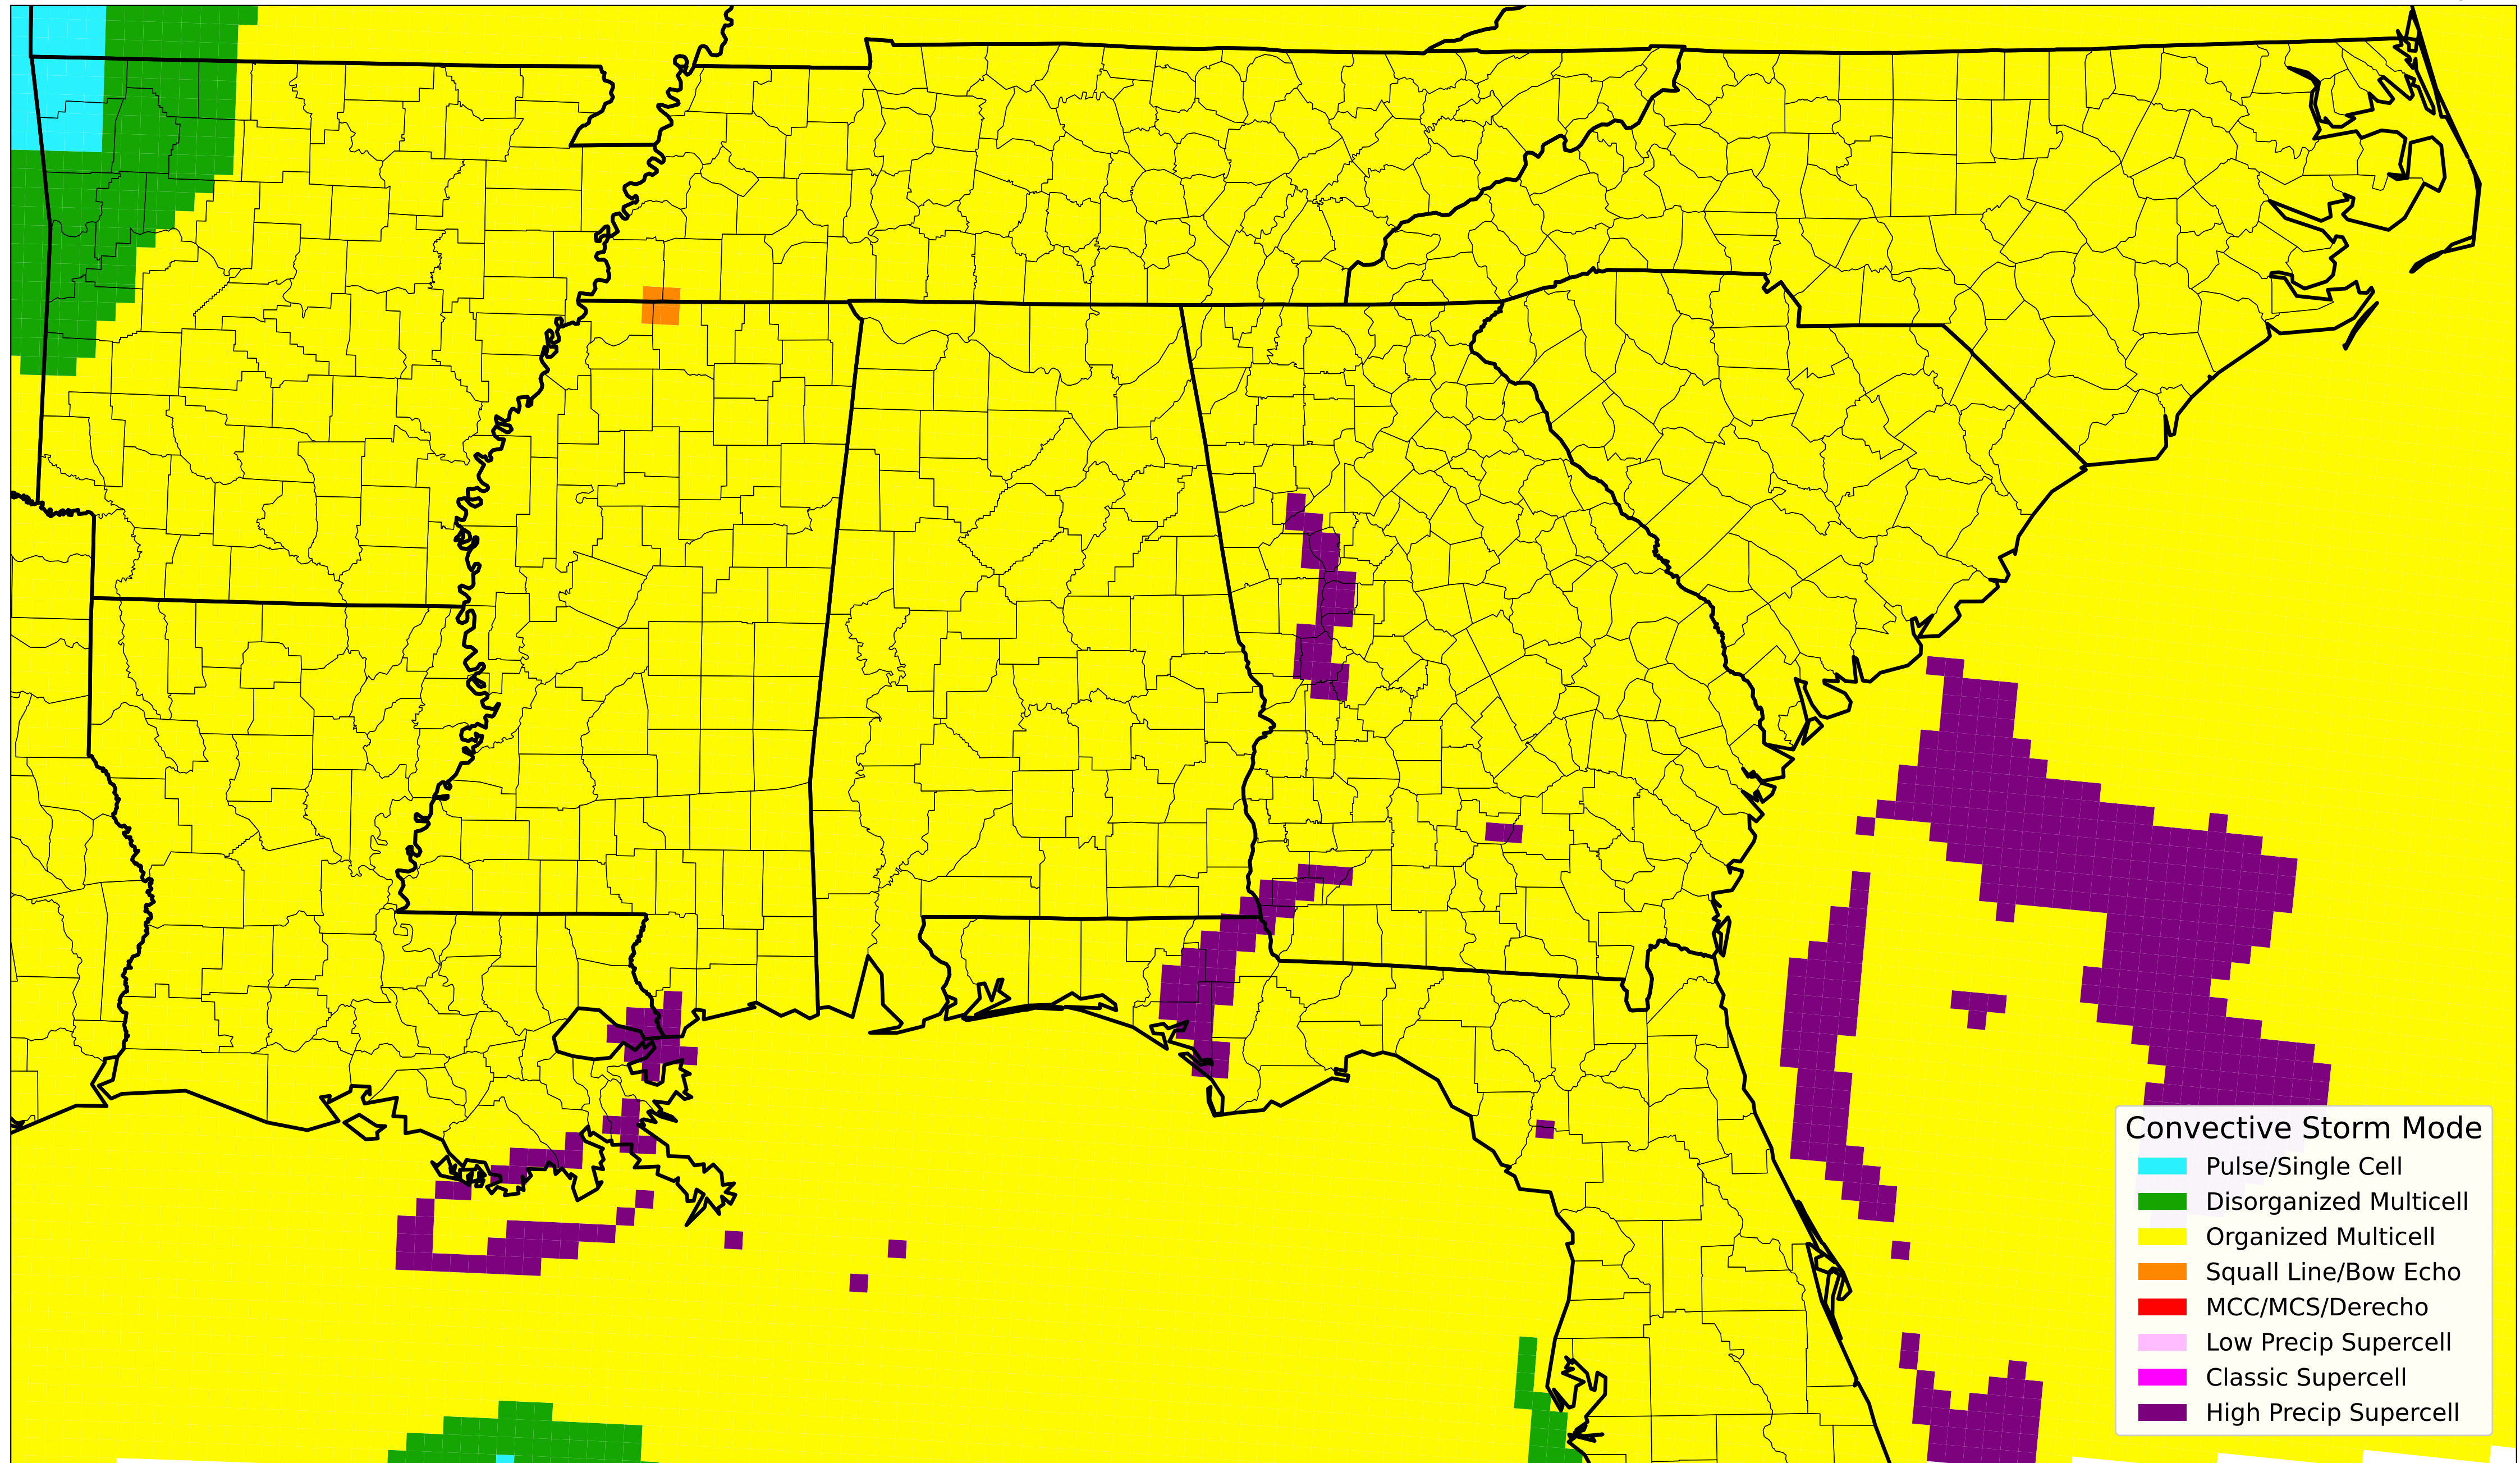 Convective Storm Mode
Pulse/Single Cell
Disorganized Multicell
Organized Multicell
Squall Line/Bow Echo
MCC/MCS/Derecho
Low Precip Supercell
Classic Supercell
High Precip Supercell